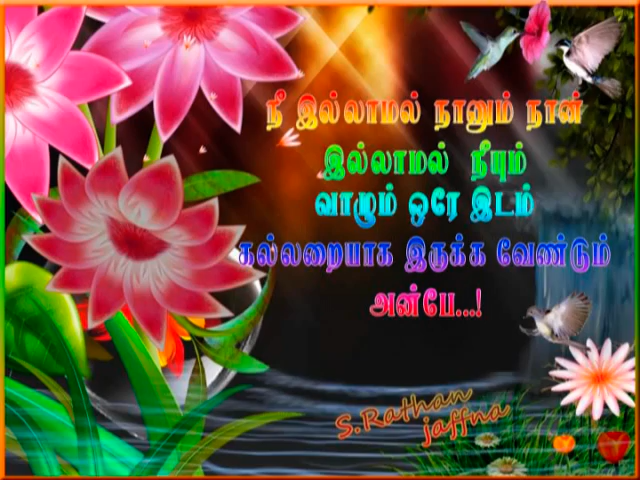 நீ இல்லாமல் நானும் நான்
இல்லாமல் நீயும்
வாழும் ஒரே இடம்
கல்லறையாக இருக்க வேண்டும்
அன்பே...!
S.Rathan
jaffna